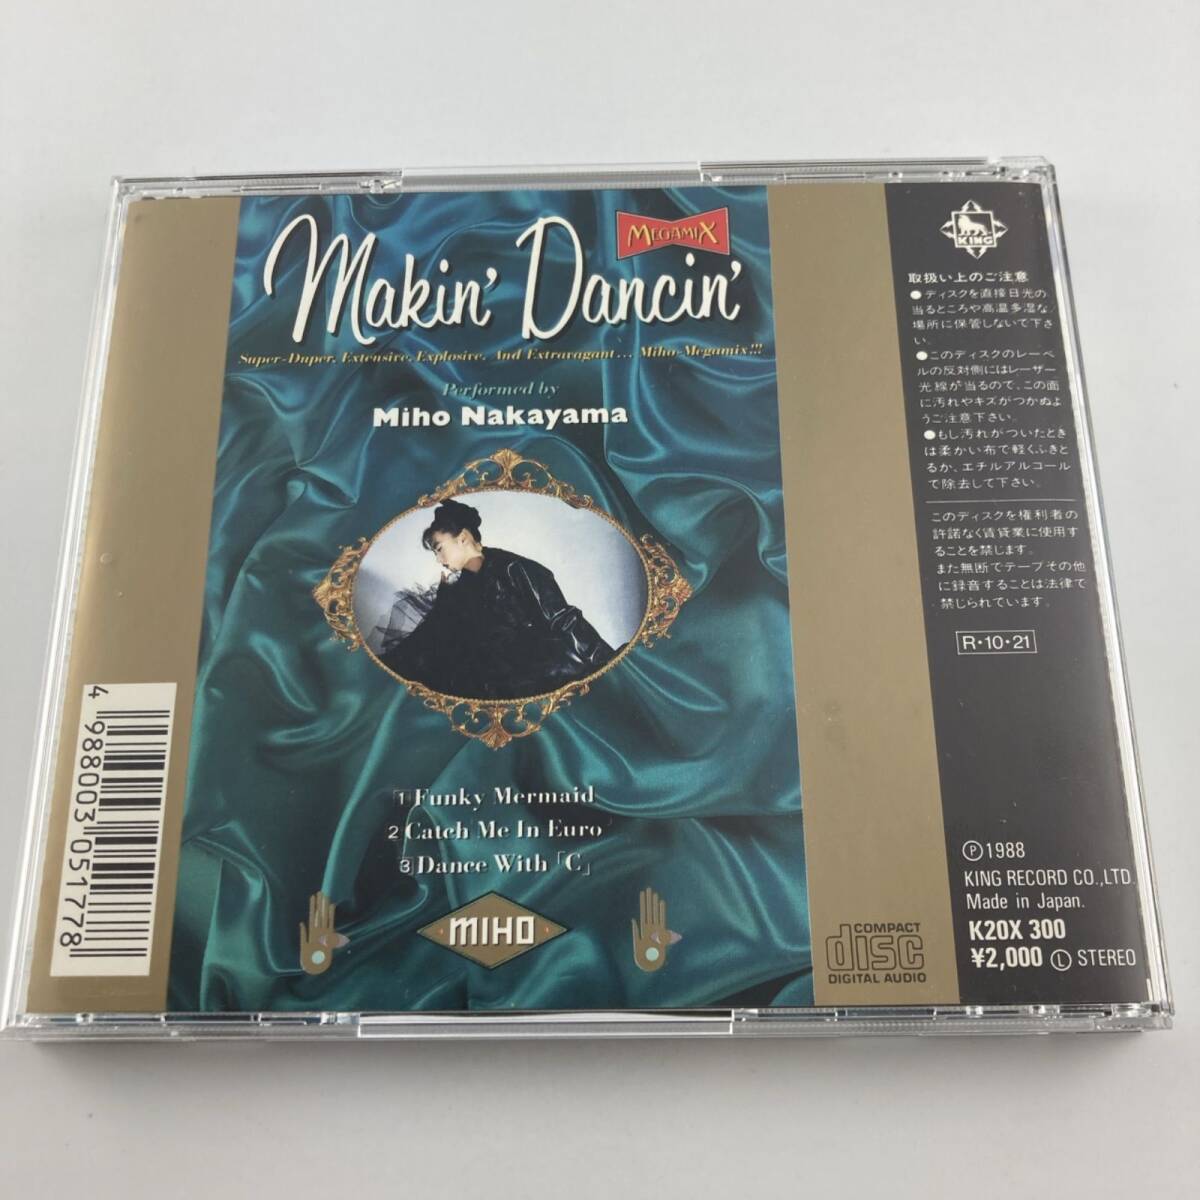 MEGAMIX
Makin' Dancin'
Super-Duper, Extensive, Explosive, And Extravagant... Miho-Megamix!!!
Performed by
Miho Nakayama
1 Funky Mermaid
2 Catch Me In Euro
3 Dance With「C」
MIHO
4 988003 051778
KING
取扱い上のご注意
●ディスクを直接日光の
当るところや高温多湿な
場所に保管しないで下さ
い。
●このディスクのレーベ
ルの反対側にはレーザー
光線が当るので、この面
に汚れやキズがつかぬよ
うご注意下さい。
●もし汚れがついたとき
は柔かい布で軽くふきと
るか、エチルアルコール
で除去して下さい。
このディスクを権利者の
許諾なく賃貸業に使用す
ることを禁じます。
また無断でテープその他
に録音することは法律で
禁じられています。
R・10・21
Ⓟ1988
KING RECORD CO.,LTD.
Made in Japan.
K20X 300
¥2,000 Ⓛ STEREO
COMPACT
disc
DIGITAL AUDIO